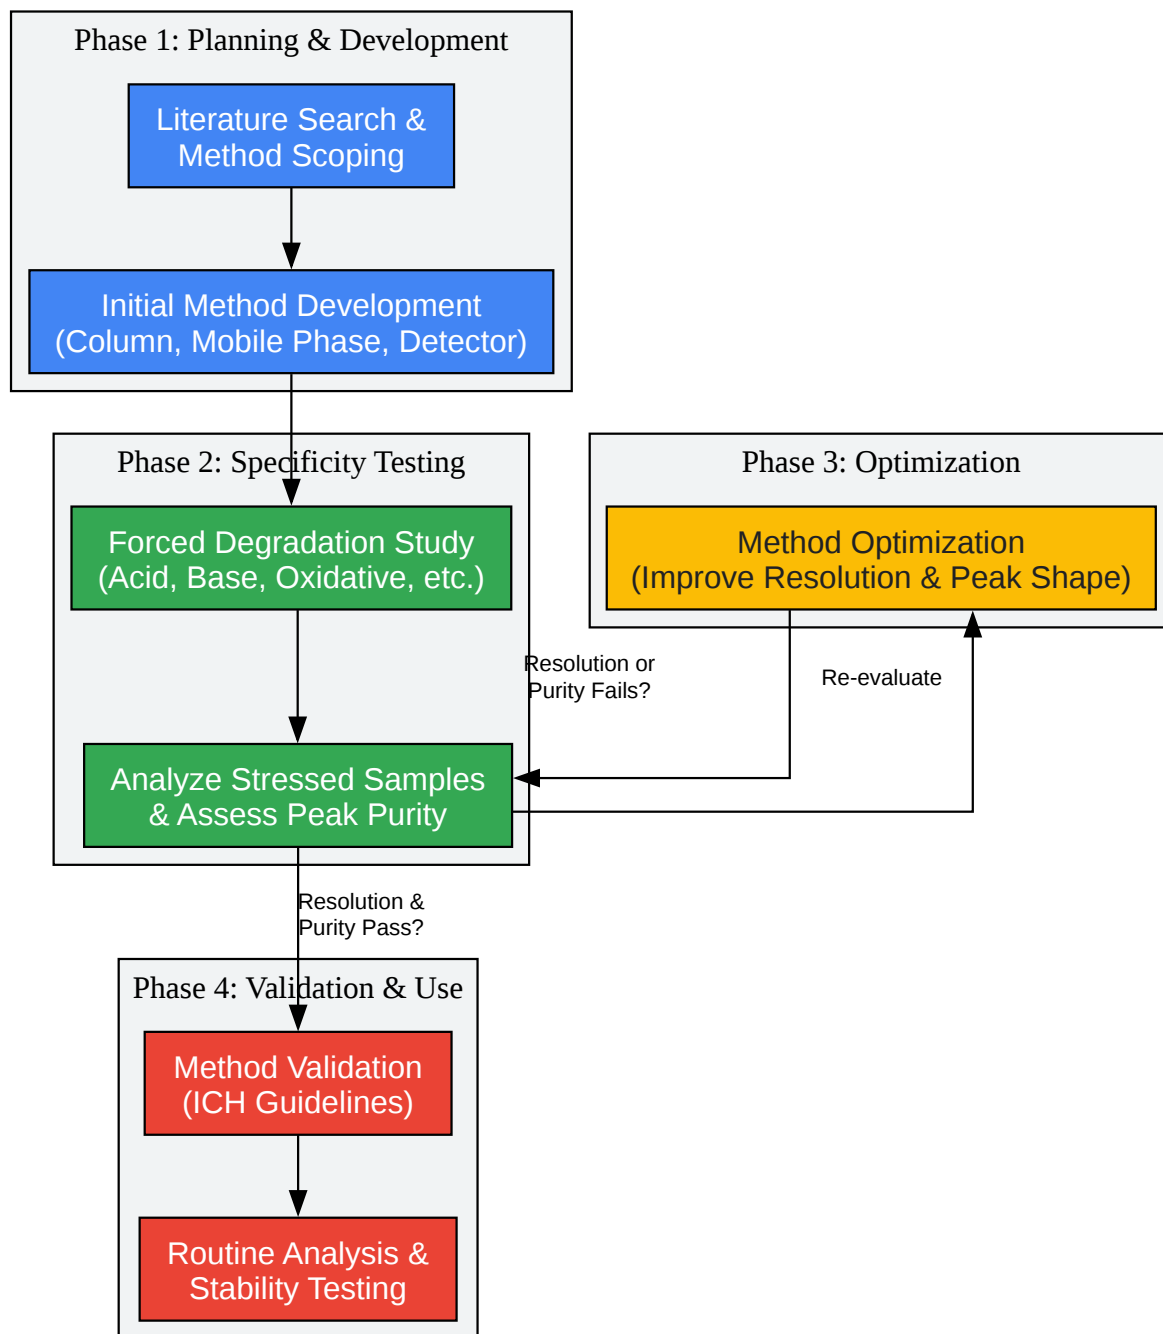 Phase 1: Planning & Development
Literature Search &
Method Scoping
Initial Method Development
(Column, Mobile Phase, Detector)
Phase 2: Specificity Testing
Forced Degradation Study
(Acid, Base, Oxidative, etc.)
Phase 3: Optimization
Method Optimization
(Improve Resolution & Peak Shape)
Resolution or
Purity Fails?
Re-evaluate
Analyze Stressed Samples
& Assess Peak Purity
Resolution &
Purity Pass?
Phase 4: Validation & Use
Method Validation
(ICH Guidelines)
Routine Analysis &
Stability Testing